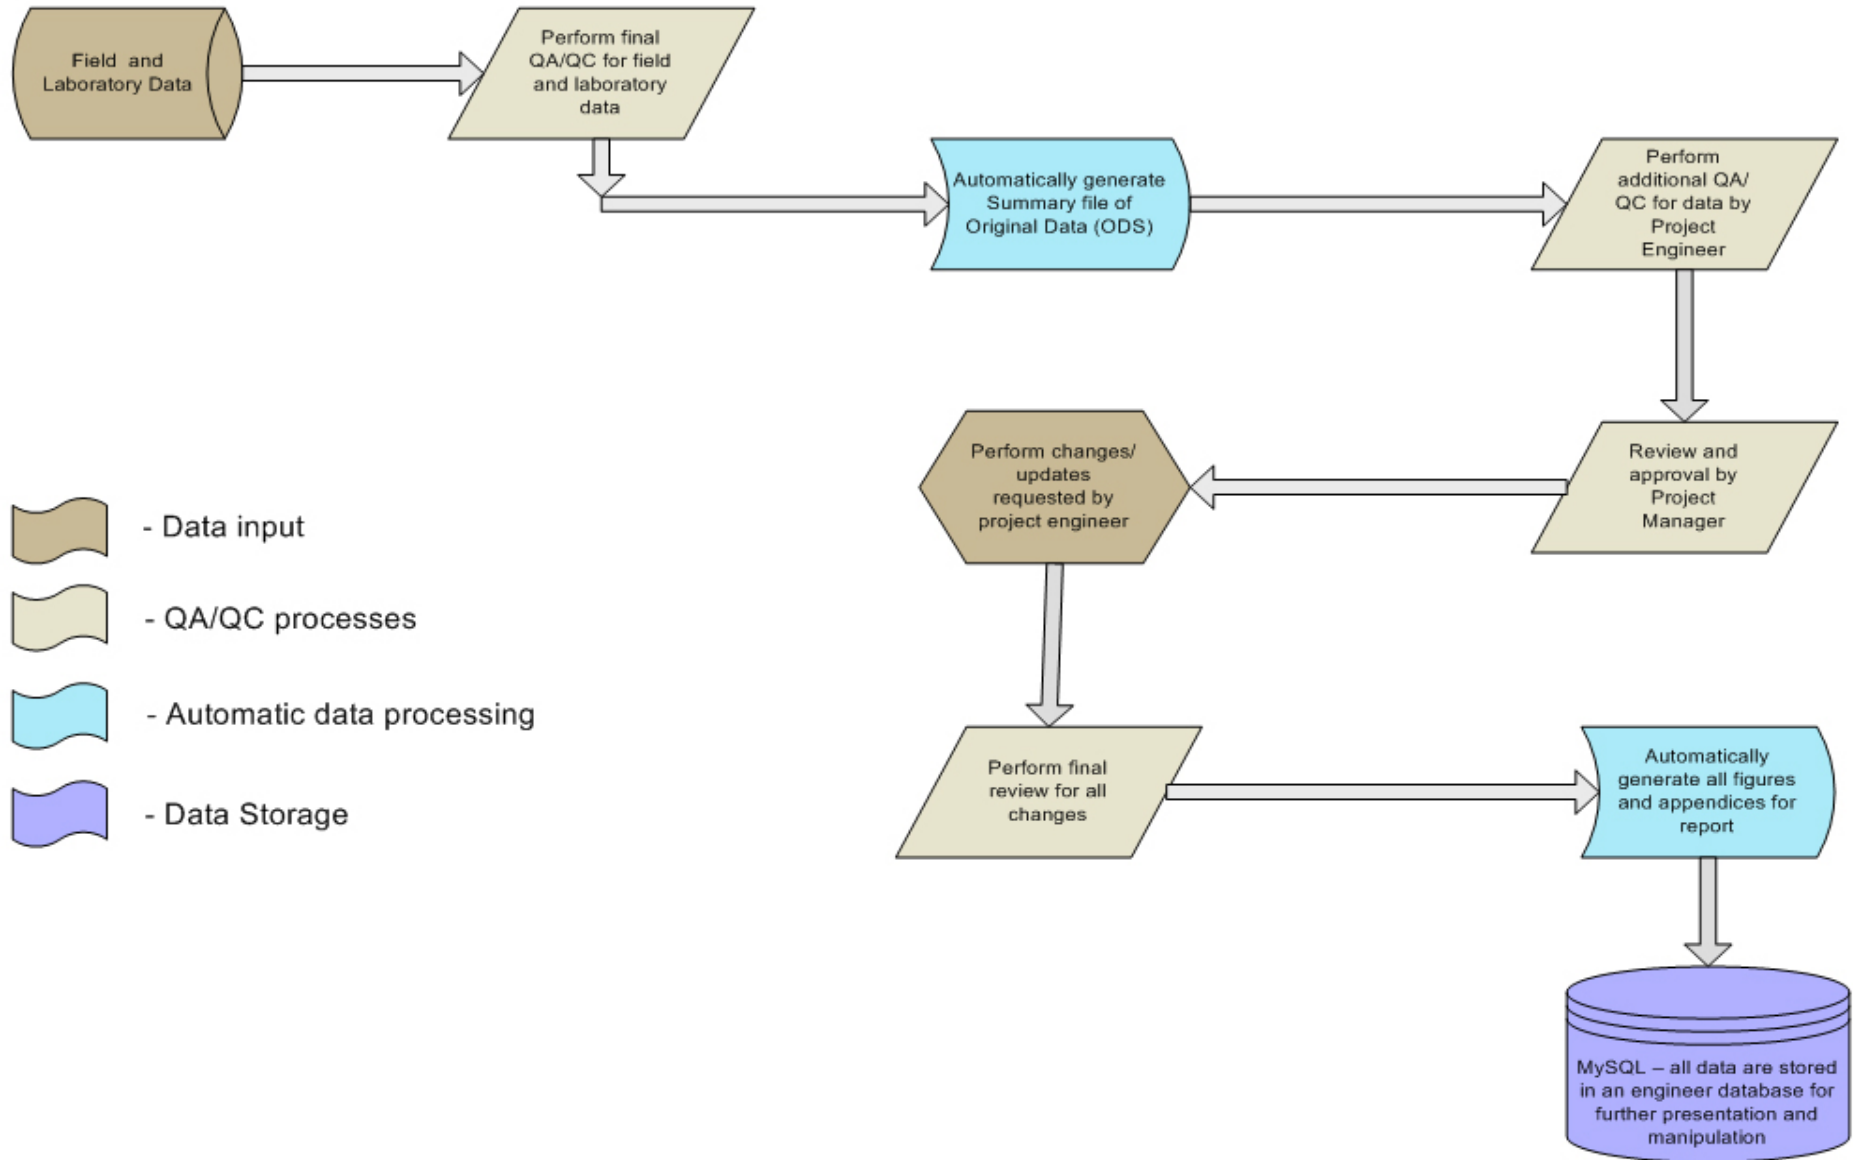 Field and
Laboratory Data
Perform final
QA/QC for field
and laboratory
data
Automatically generate
Summary file of
Original Data (ODS)
Perform
additional QA/
QC for data by
Project
Engineer
Review and
approval by
Project
Manager
Perform changes/
updates
requested by
project engineer
Perform final
review for all
changes
Automatically
generate all figures
and appendices for
report
MySQL – all data are stored
in an engineer database for
further presentation and
manipulation
- Data input
- QA/QC processes
- Automatic data processing
- Data Storage